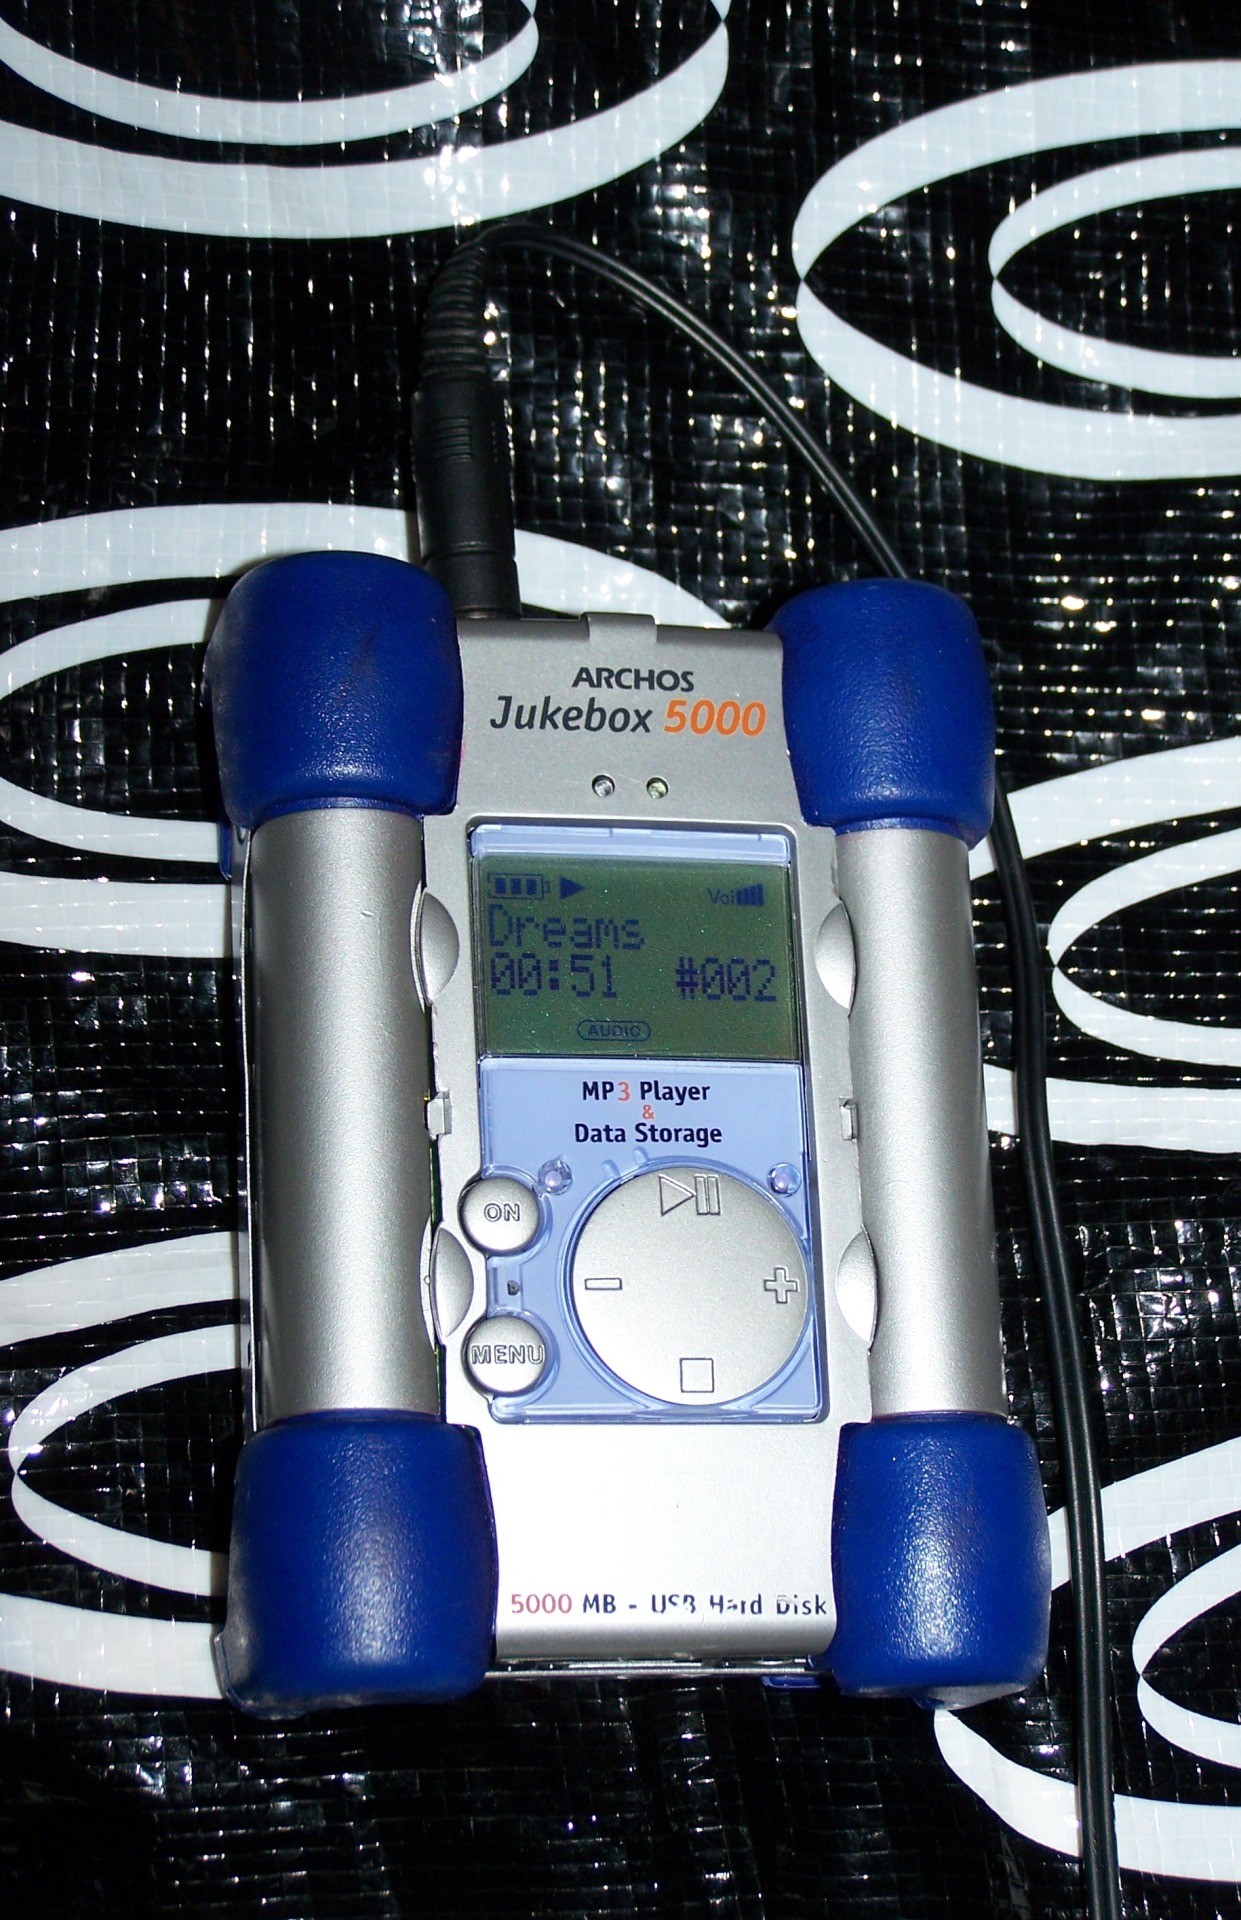 ARCHOS
Jukebox 5000
Vol
Dreams
00:51 #002
AUDIO
MP3 Player
&
Data Storage
ON
MENU
5000 MB - USB Hard Disk